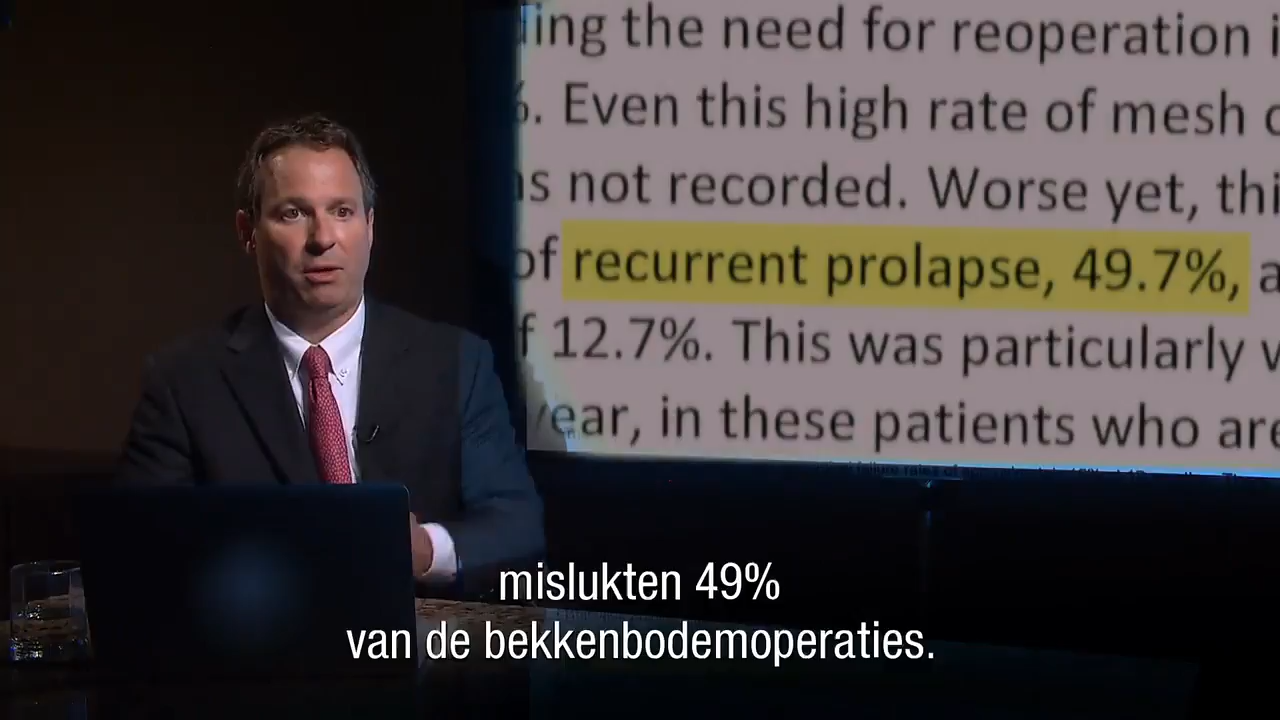 ing the need for reoperation i
%. Even this high rate of mesh
s not recorded. Worse yet, thi
of recurrent prolapse, 49.7%, a
f 12.7%. This was particularly
year, in these patients who are
mislukten 49%
van de bekkenbodemoperaties.